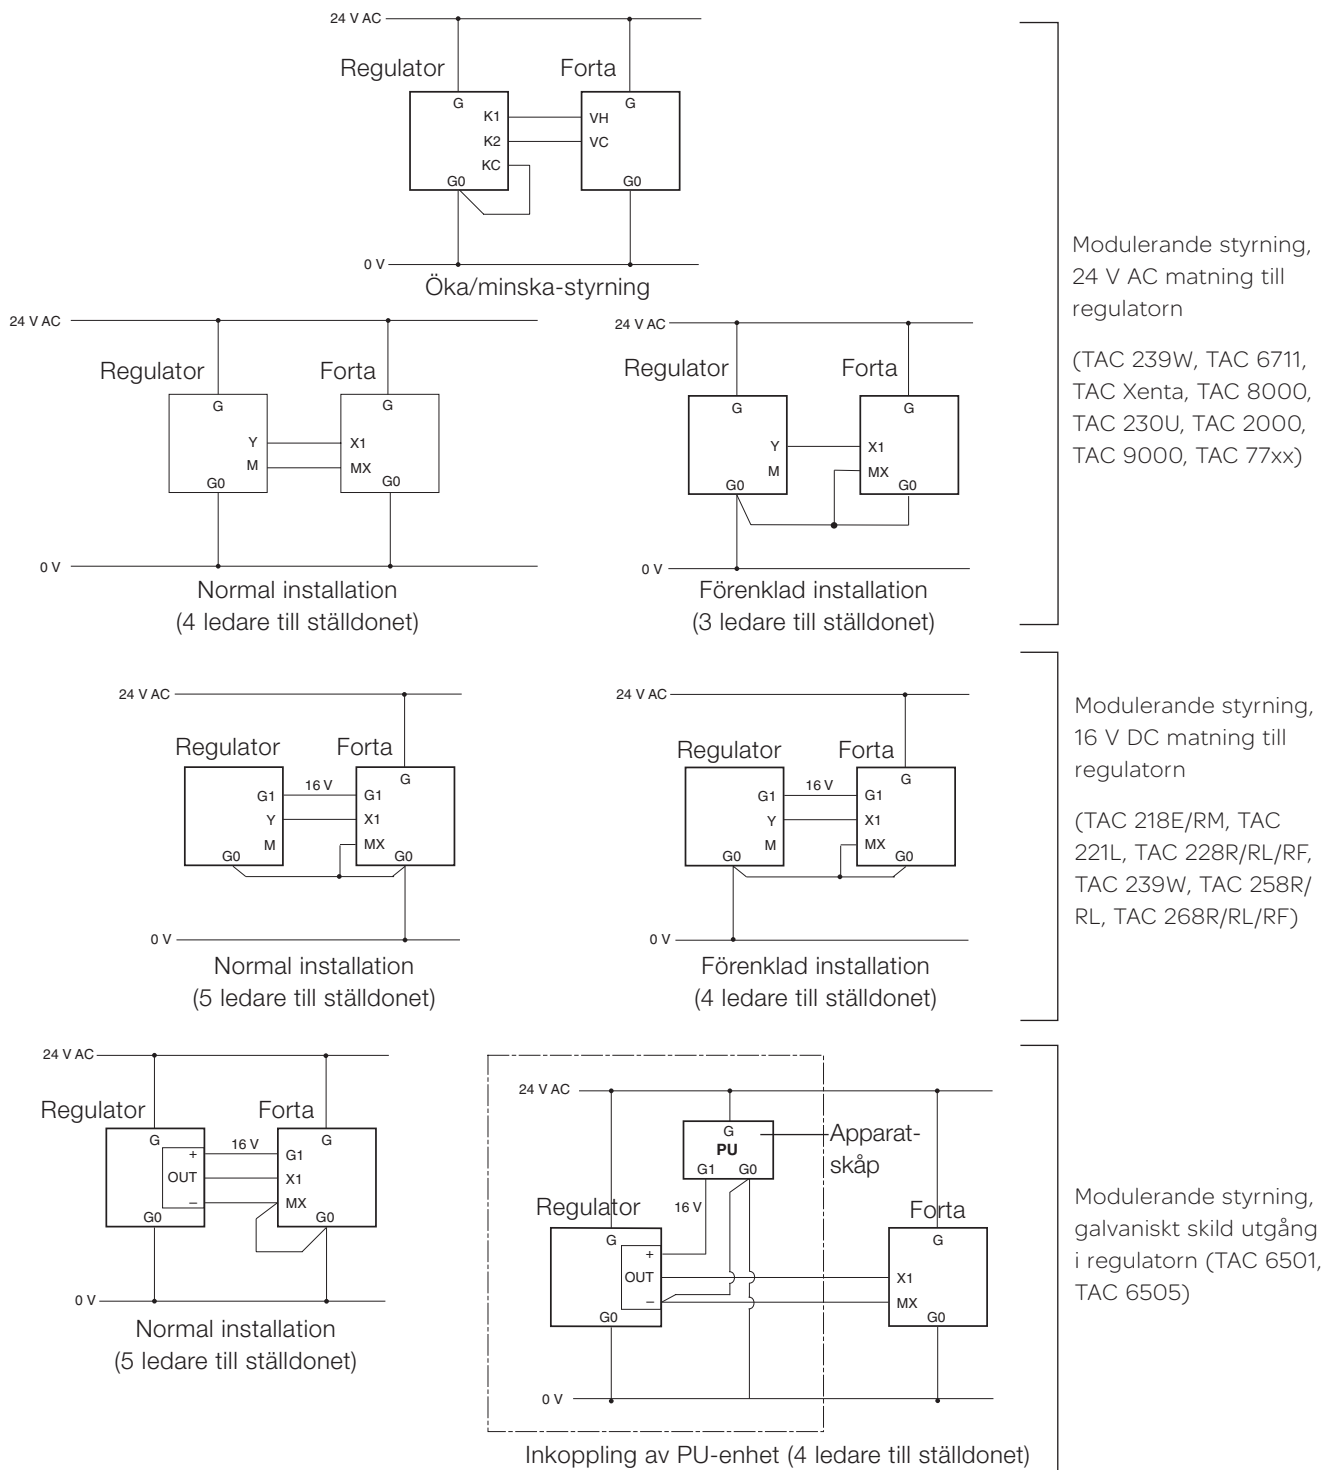 24 V AC
Regulator Forta
G G
K1 VH
K2 VC
KC
G0 G0
0 V
Öka/minska-styrning
24 V AC
Regulator Forta
G G
Y X1
M MX
G0 G0
0 V
Normal installation
(4 ledare till ställdonet)
24 V AC
Regulator Forta
G G
Y X1
M MX
G0 G0
0 V
Förenklad installation
(3 ledare till ställdonet)
Modulerande styrning,
24 V AC matning till
regulatorn
(TAC 239W, TAC 6711,
TAC Xenta, TAC 8000,
TAC 230U, TAC 2000,
TAC 9000, TAC 77xx)
24 V AC
Regulator Forta
G
G1 16 V G1
Y X1
M MX
G0 G0
0 V
Normal installation
(5 ledare till ställdonet)
24 V AC
Regulator Forta
G
G1 16 V G1
Y X1
M MX
G0 G0
0 V
Förenklad installation
(4 ledare till ställdonet)
Modulerande styrning,
16 V DC matning till
regulatorn
(TAC 218E/RM, TAC
221L, TAC 228R/RL/RF,
TAC 239W, TAC 258R/
RL, TAC 268R/RL/RF)
24 V AC
Regulator Forta
G G
+ 16 V G1
OUT X1
– MX
G0 G0
0 V
Normal installation
(5 ledare till ställdonet)
24 V AC
G
PU
G1 G0
Apparat-
skåp
16 V
Regulator Forta
G G
+
OUT X1
– MX
G0 G0
0 V
Inkoppling av PU-enhet (4 ledare till ställdonet)
Modulerande styrning,
galvaniskt skild utgång
i regulatorn (TAC 6501,
TAC 6505)